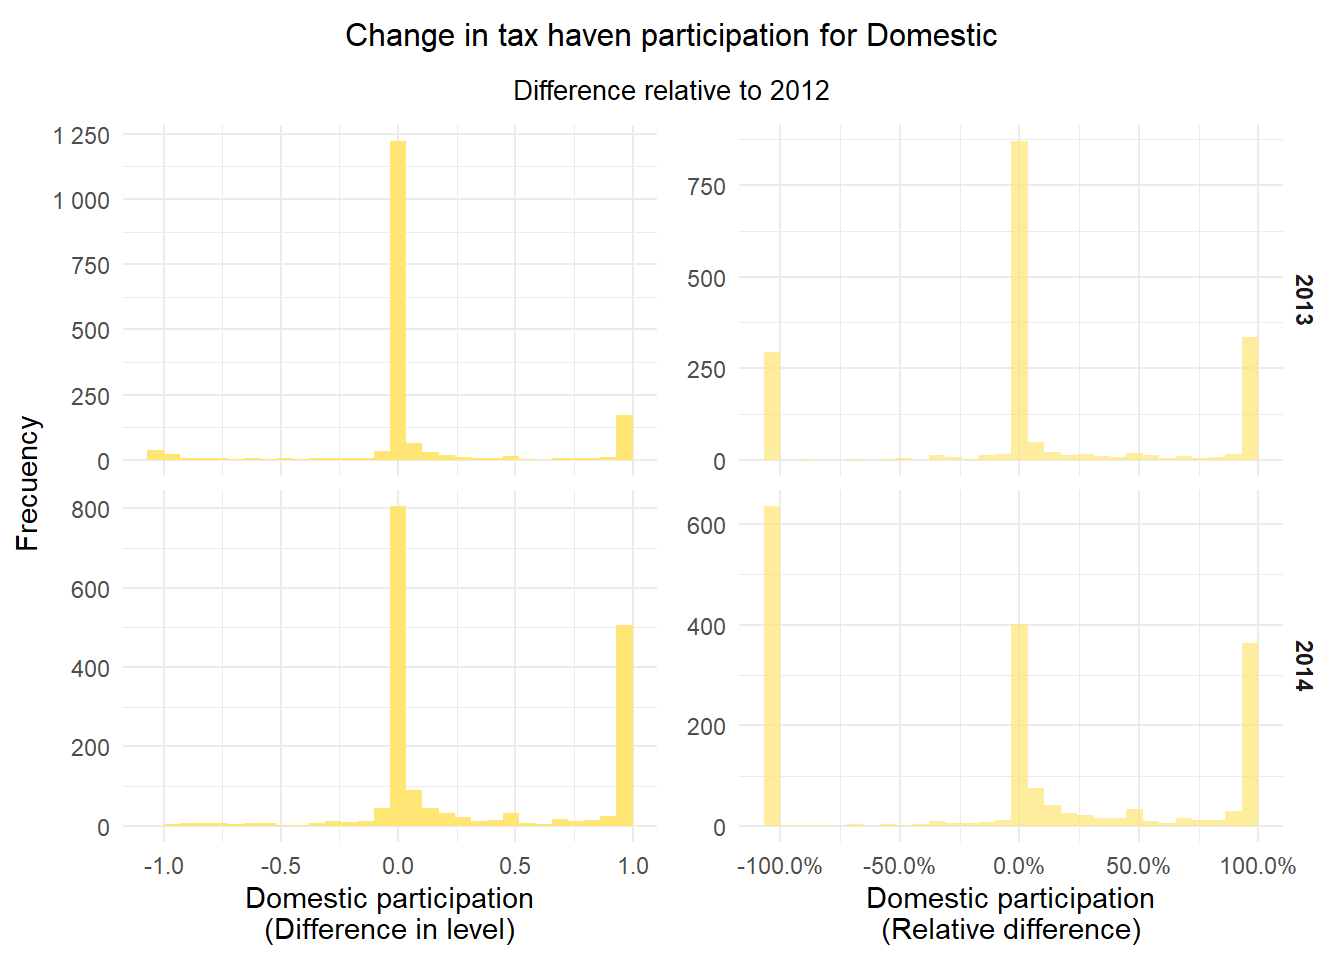 Change in tax haven participation for Domestic
Difference relative to 2012
Frecuency
1 250
1 000
750
500
250
0
750
500
250
0
2013
800
600
400
200
0
600
400
200
0
2014
-1.0 -0.5 0.0 0.5 1.0
-100.0% -50.0% 0.0% 50.0% 100.0%
Domestic participation
(Difference in level)
Domestic participation
(Relative difference)